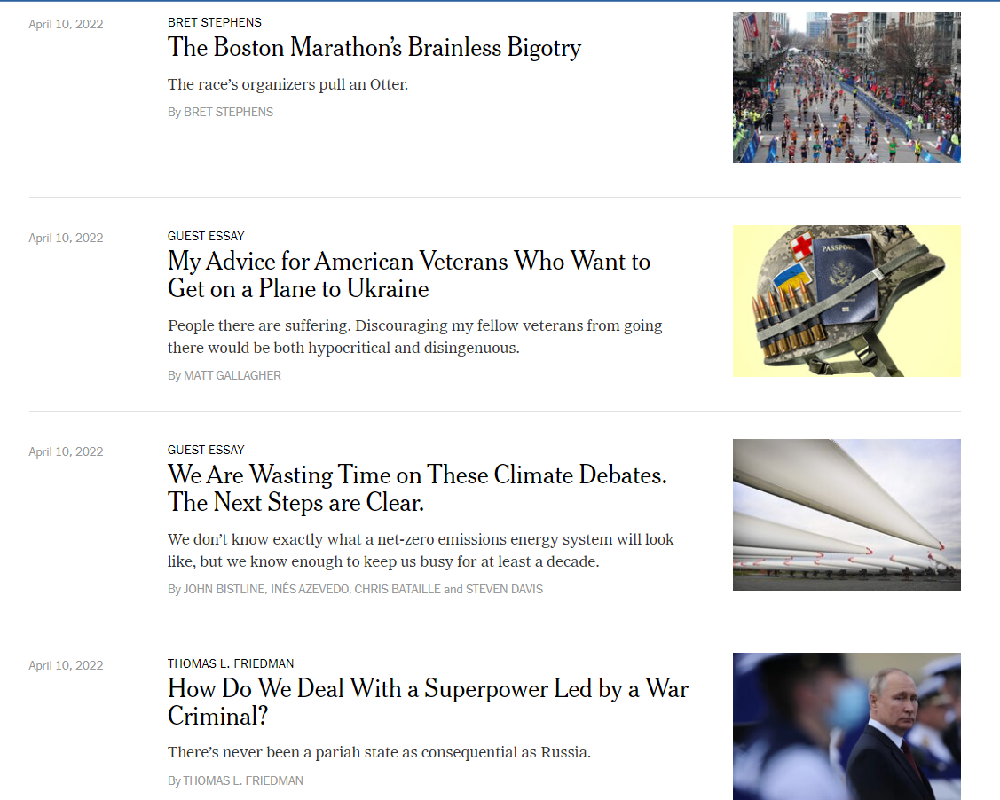 April 10, 2022
BRET STEPHENS
The Boston Marathon’s Brainless Bigotry
The race’s organizers pull an Otter.
By BRET STEPHENS
April 10, 2022
GUEST ESSAY
My Advice for American Veterans Who Want to
Get on a Plane to Ukraine
People there are suffering. Discouraging my fellow veterans from going
there would be both hypocritical and disingenuous.
By MATT GALLAGHER
PASSPORT
April 10, 2022
GUEST ESSAY
We Are Wasting Time on These Climate Debates.
The Next Steps are Clear.
We don’t know exactly what a net-zero emissions energy system will look
like, but we know enough to keep us busy for at least a decade.
By JOHN BISTLINE, INÊS AZEVEDO, CHRIS BATAILLE and STEVEN DAVIS
April 10, 2022
THOMAS L. FRIEDMAN
How Do We Deal With a Superpower Led by a War
Criminal?
There’s never been a pariah state as consequential as Russia.
By THOMAS L. FRIEDMAN